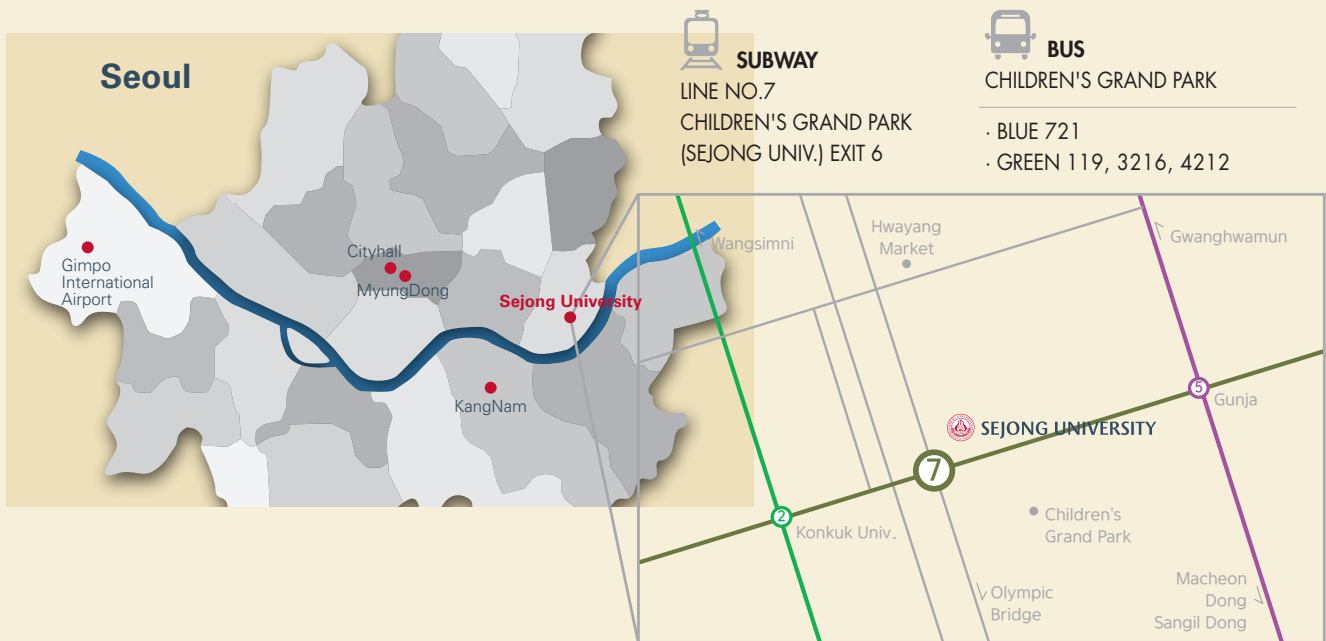 Seoul
Gimpo
International
Airport
Cityhall
MyungDong
Sejong University
KangNam
SUBWAY
LINE NO.7
CHILDREN'S GRAND PARK
(SEJONG UNIV.) EXIT 6
BUS
CHILDREN'S GRAND PARK
· BLUE 721
· GREEN 119, 3216, 4212
Wangsimni
Hwayang
Market
Gwanghwamun
5
Gunja
SEJONG UNIVERSITY
7
2
Konkuk Univ.
Children's
Grand Park
Olympic
Bridge
Macheon
Dong
Sangil Dong